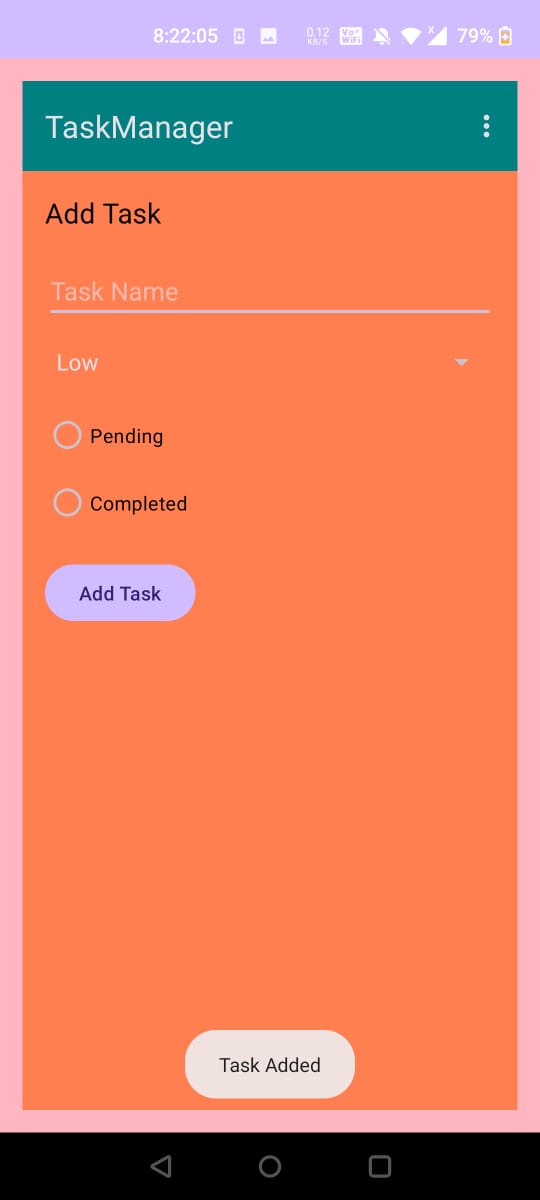 8:22:05 0.12 KB/S Vo WiFi X 79%
TaskManager
Add Task
Task Name
Low
Pending
Completed
Add Task
Task Added